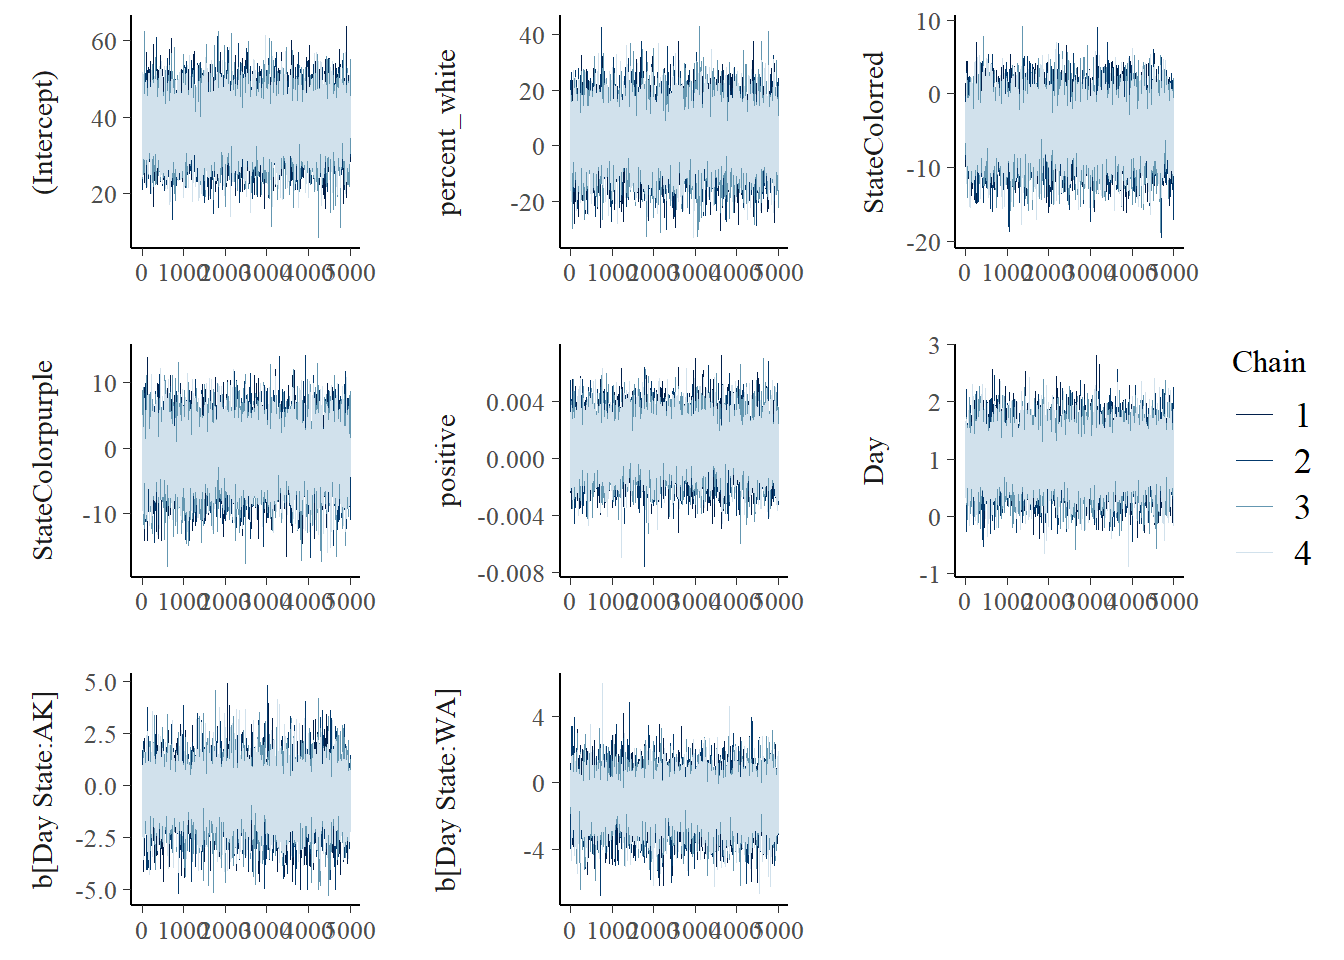 (Intercept)
60
40
20
0 1000 2000 3000 4000 5000
percent_white
40
20
0
-20
0 1000 2000 3000 4000 5000
StateColorred
10
0
-10
-20
0 1000 2000 3000 4000 5000
StateColorpurple
10
0
-10
0 1000 2000 3000 4000 5000
positive
0.004
0.000
-0.004
-0.008
0 1000 2000 3000 4000 5000
Day
3
2
1
0
-1
0 1000 2000 3000 4000 5000
Chain
1
2
3
4
b[Day State:AK]
5.0
2.5
0.0
-2.5
-5.0
0 1000 2000 3000 4000 5000
b[Day State:WA]
4
0
-4
0 1000 2000 3000 4000 5000